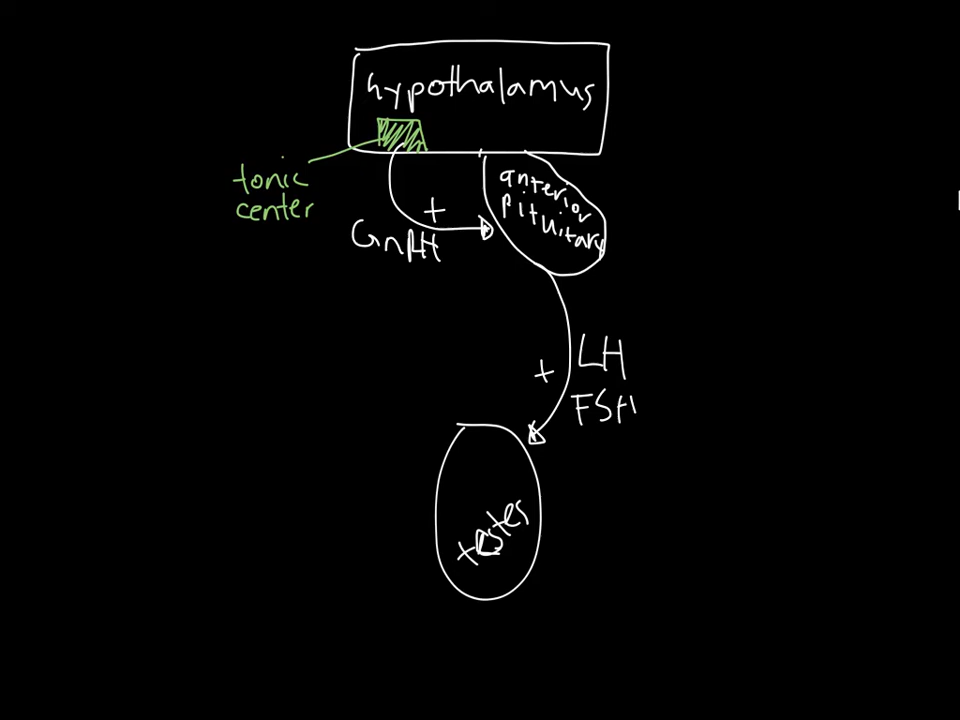 hypothalamus
tonic
center
anterior
pituitary
+
GnRH
LH
+
FSH
testes